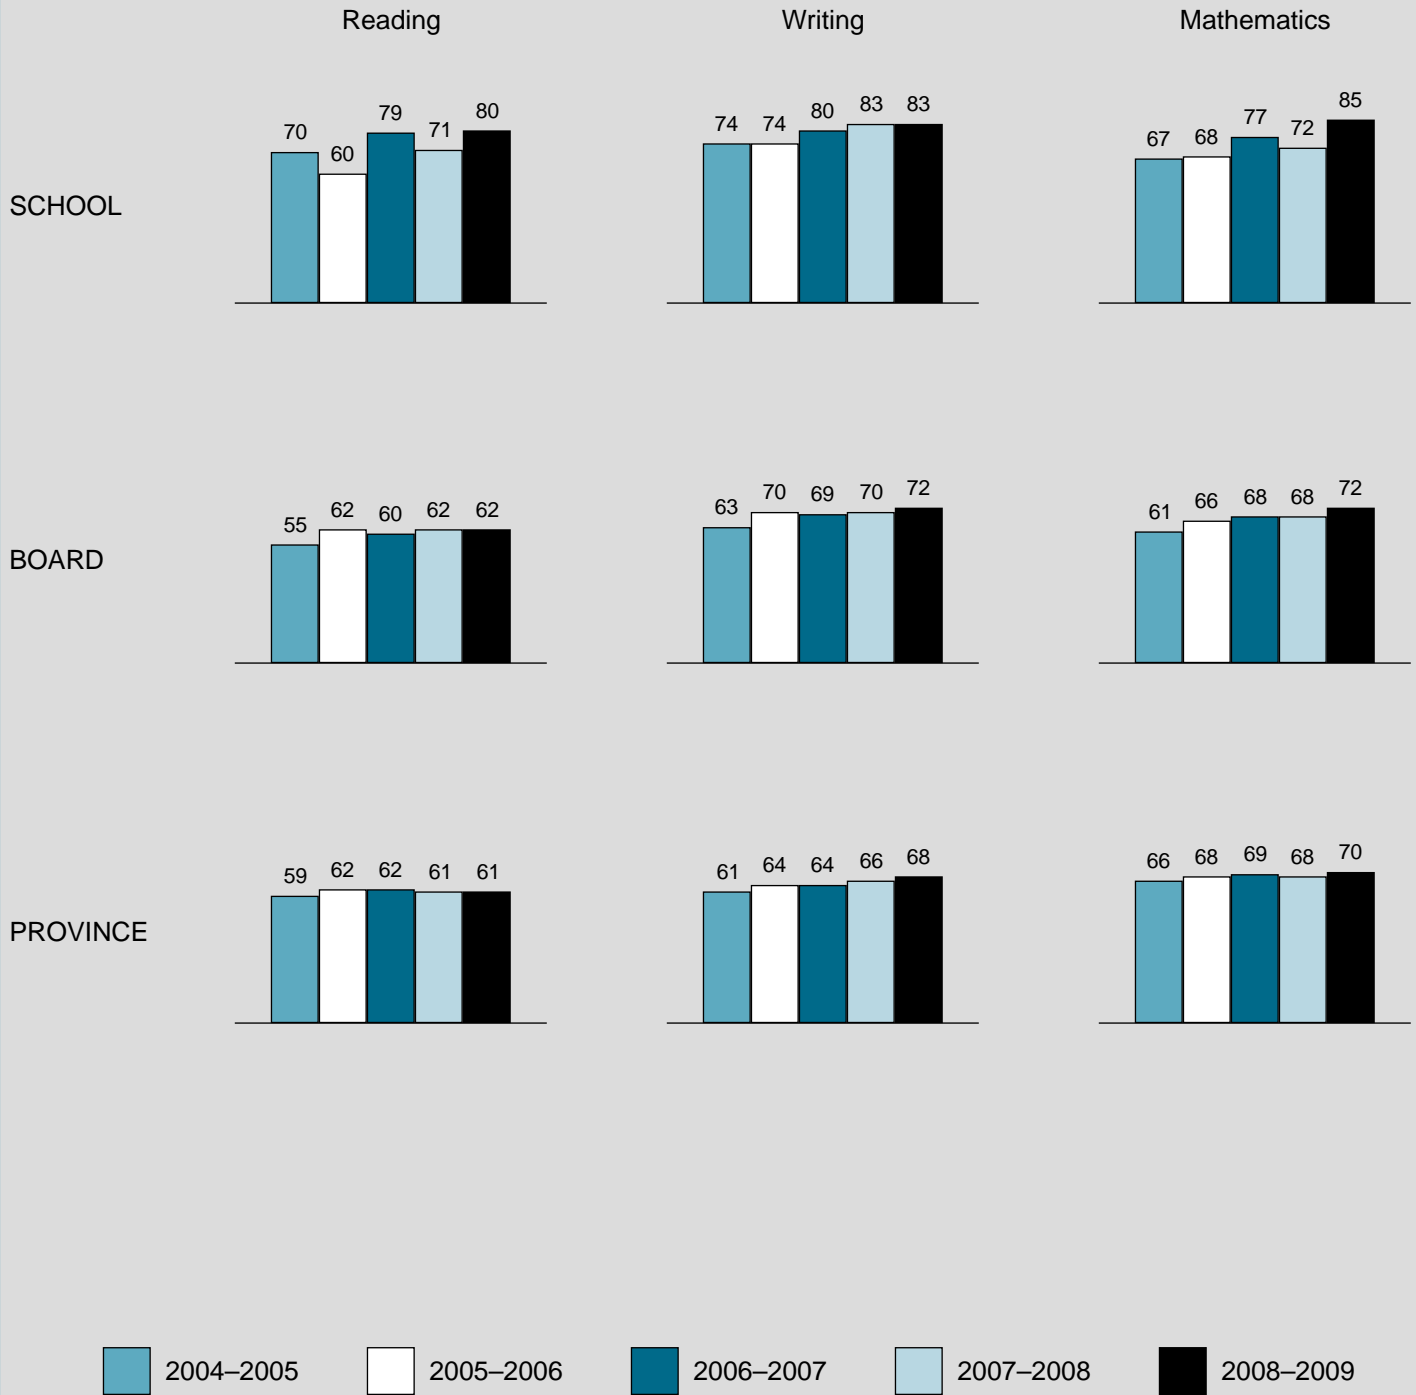 Reading Writing Mathematics
70 60 79 71 80 74 74 80 83 83 67 68 77 72 85
SCHOOL
55 62 60 62 62 63 70 69 70 72 61 66 68 68 72
BOARD
59 62 62 61 61 61 64 64 66 68 66 68 69 68 70
PROVINCE
2004–2005 2005–2006 2006–2007 2007–2008 2008–2009